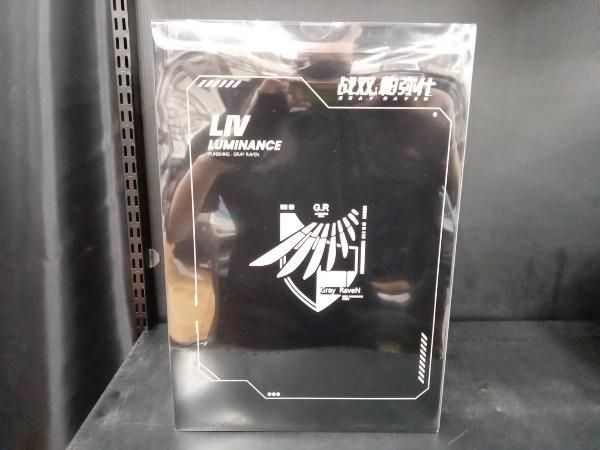 战双帕弥什
GRAY RAVEN
LIV
LUMINANCE
PUNISHING : GRAY RAVEN
G.R
Gray RaveN